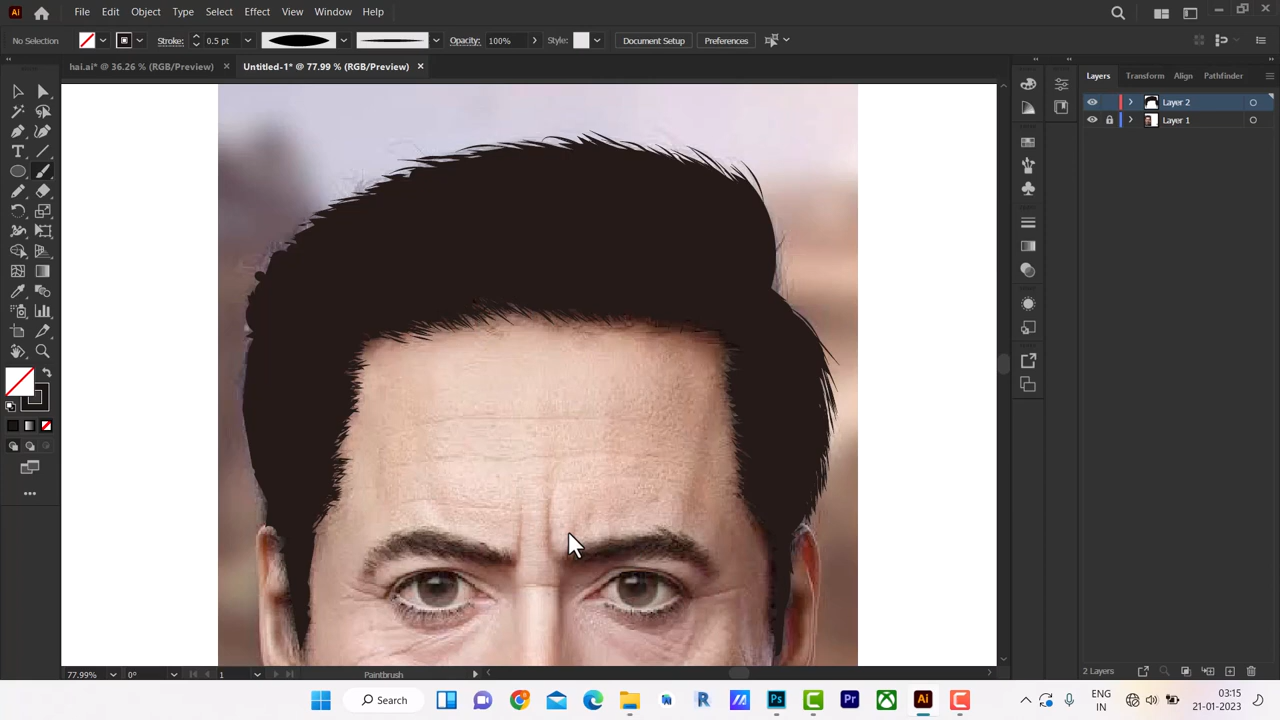 Ai File Edit Object Type Select Effect View Window Help
No Selection Stroke: 0.5 pt Opacity: 100% Style: Document Setup Preferences
hai.ai* @ 36.26 % (RGB/Preview) × Untitled-1* @ 77.99 % (RGB/Preview) ×
Layers Transform Align Pathfinder
Layer 2
Layer 1
77.99% 0° 1 Paintbrush 2 Layers
Search Ps Pr Ai ENG IN 03:15 21-01-2023